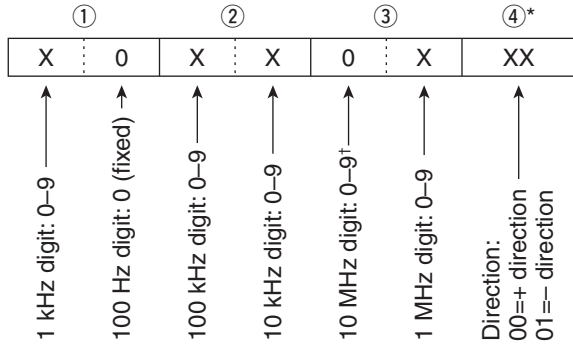 ① ② ③ ④*
X 0 X X 0 X XX
1 kHz digit: 0–9
100 Hz digit: 0 (fixed)
100 kHz digit: 0–9
10 kHz digit: 0–9
10 MHz digit: 0–9†
1 MHz digit: 0–9
Direction:
00=+ direction
01=– direction